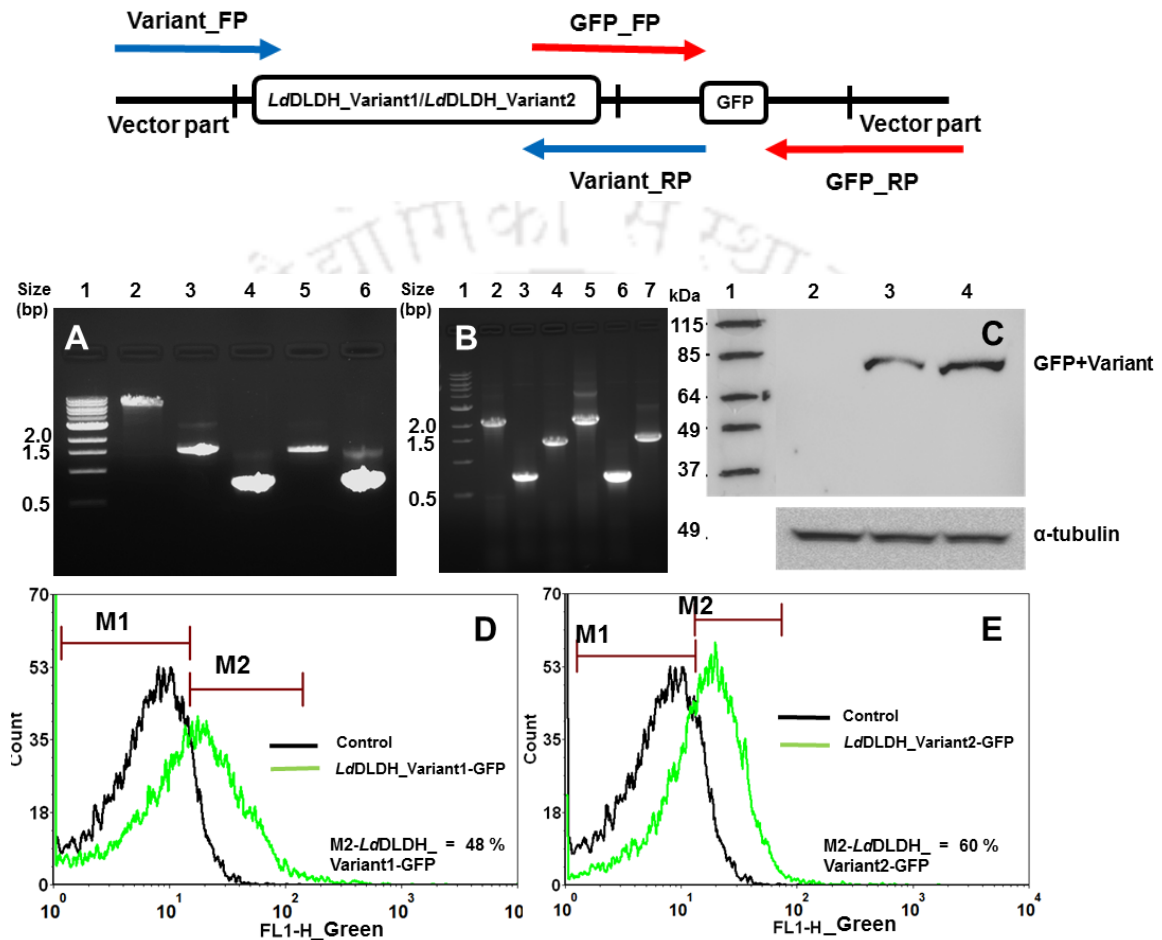 Variant_FP
GFP_FP
LdDLDH_Variant1/LdDLDH_Variant2
GFP
Vector part
Vector part
Variant_RP
GFP_RP
Size (bp)
1 2 3 4 5 6
A
2.0
1.5
0.5
Size (bp)
1 2 3 4 5 6 7
B
2.0
1.5
0.5
kDa
1 2 3 4
C
115
85
64
49
37
GFP+Variant
49
α-tubulin
D
M1
M2
Control
LdDLDH_Variant1-GFP
M2-LdDLDH_ = 48 %
Variant1-GFP
Count
70
53
35
18
0
10⁰ 10¹ 10² 10³ 10
FL1-H_Green
E
M2
M1
Control
LdDLDH_Variant2-GFP
M2-LdDLDH_ = 60 %
Variant2-GFP
Count
70
53
35
18
0
10⁰ 10¹ 10² 10³ 10⁴
FL1-H_Green